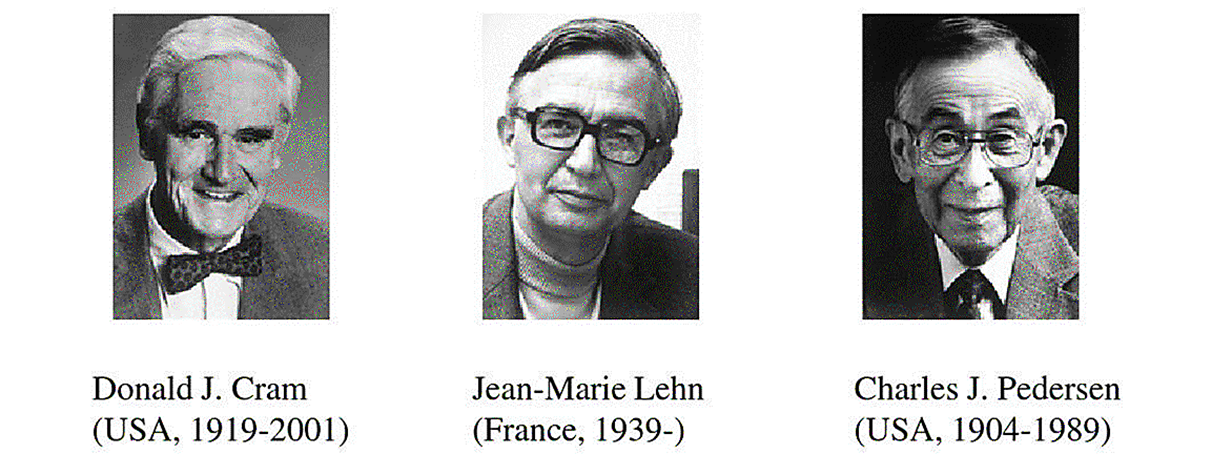 Donald J. Cram
(USA, 1919-2001)
Jean-Marie Lehn
(France, 1939-)
Charles J. Pedersen
(USA, 1904-1989)